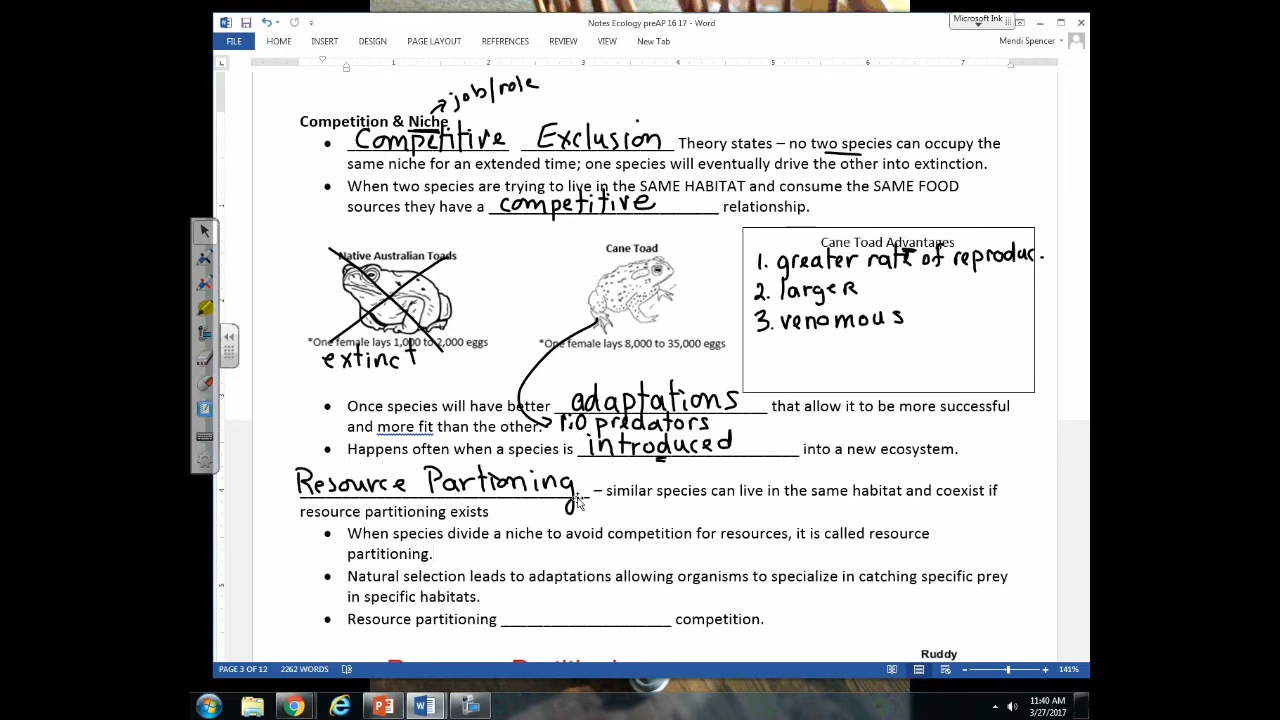 Notes Ecology preAP 16 17 - Word
Microsoft Ink
FILE HOME INSERT DESIGN PAGE LAYOUT REFERENCES REVIEW VIEW New Tab
Mendi Spencer
1 2 3 4 5 6 7
→ job/role
Competition & Niche
• Competitive Exclusion Theory states – no two species can occupy the
same niche for an extended time; one species will eventually drive the other into extinction.
• When two species are trying to live in the SAME HABITAT and consume the SAME FOOD
sources they have a competitive relationship.
Native Australian Toads
*One female lays 1,000 to 2,000 eggs
extinct
Cane Toad
*One female lays 8,000 to 35,000 eggs
Cane Toad Advantages
1. greater rate of reproduc.
2. larger
3. venomous
• Once species will have better adaptations that allow it to be more successful
and more fit than the other. → no predators
• Happens often when a species is introduced into a new ecosystem.
Resource Partioning – similar species can live in the same habitat and coexist if
resource partitioning exists
• When species divide a niche to avoid competition for resources, it is called resource
partitioning.
• Natural selection leads to adaptations allowing organisms to specialize in catching specific prey
in specific habitats.
• Resource partitioning ____________________ competition.
Ruddy
PAGE 3 OF 12 2262 WORDS 141%
11:40 AM
3/27/2017